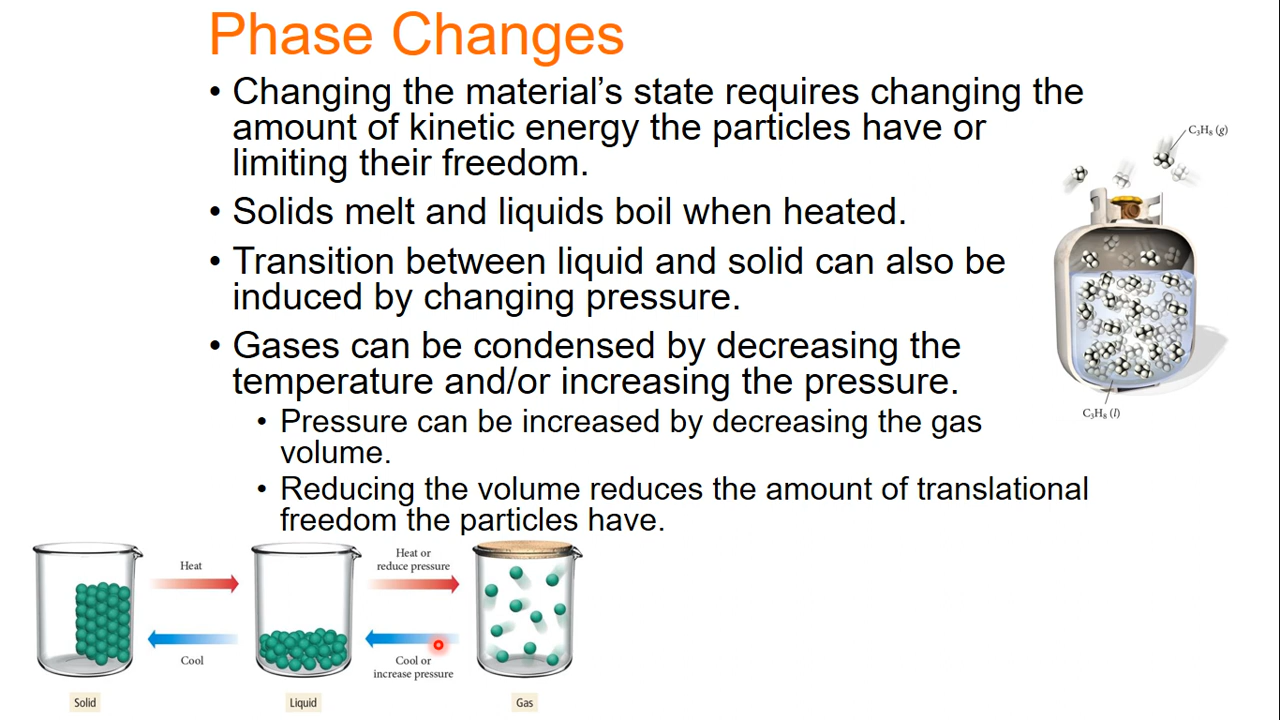 Phase Changes
• Changing the material’s state requires changing the
amount of kinetic energy the particles have or
limiting their freedom.
• Solids melt and liquids boil when heated.
• Transition between liquid and solid can also be
induced by changing pressure.
• Gases can be condensed by decreasing the
temperature and/or increasing the pressure.
• Pressure can be increased by decreasing the gas
volume.
• Reducing the volume reduces the amount of translational
freedom the particles have.
C₃H₈ (g)
C₃H₈ (l)
Heat
Cool
Heat or
reduce pressure
Cool or
increase pressure
Solid
Liquid
Gas